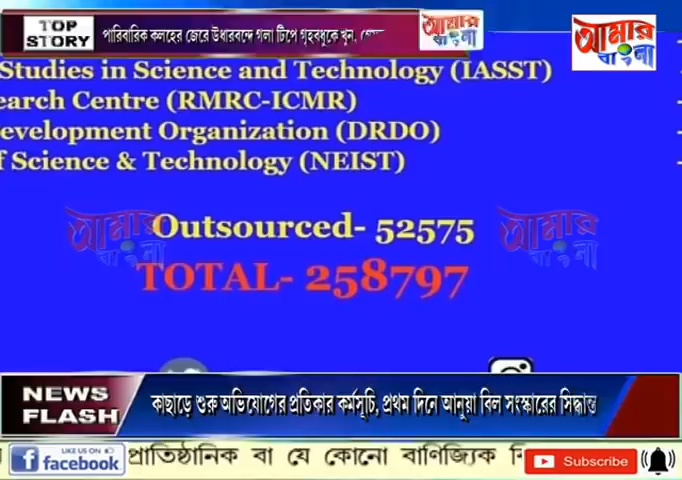 TOP STORY
পারিবারিক কলহের জেরে উধারবন্দে গলা টিপে গৃহবধূকে খুন,
আমার বাংলা
আমার বাংলা
Studies in Science and Technology (IASST)
earch Centre (RMRC-ICMR)
evelopment Organization (DRDO)
f Science & Technology (NEIST)
আমার বাংলা
Outsourced- 52575
আমার বাংলা
TOTAL- 258797
NEWS FLASH
কাছাড়ে শুরু অভিযোগের প্রতিকার কর্মসূচি, প্রথম দিনে আনুয়া বিল সংস্কারের সিদ্ধান্ত
LIKE US ON
facebook
প্রাতিষ্ঠানিক বা যে কোনো বাণিজ্যিক
Subscribe